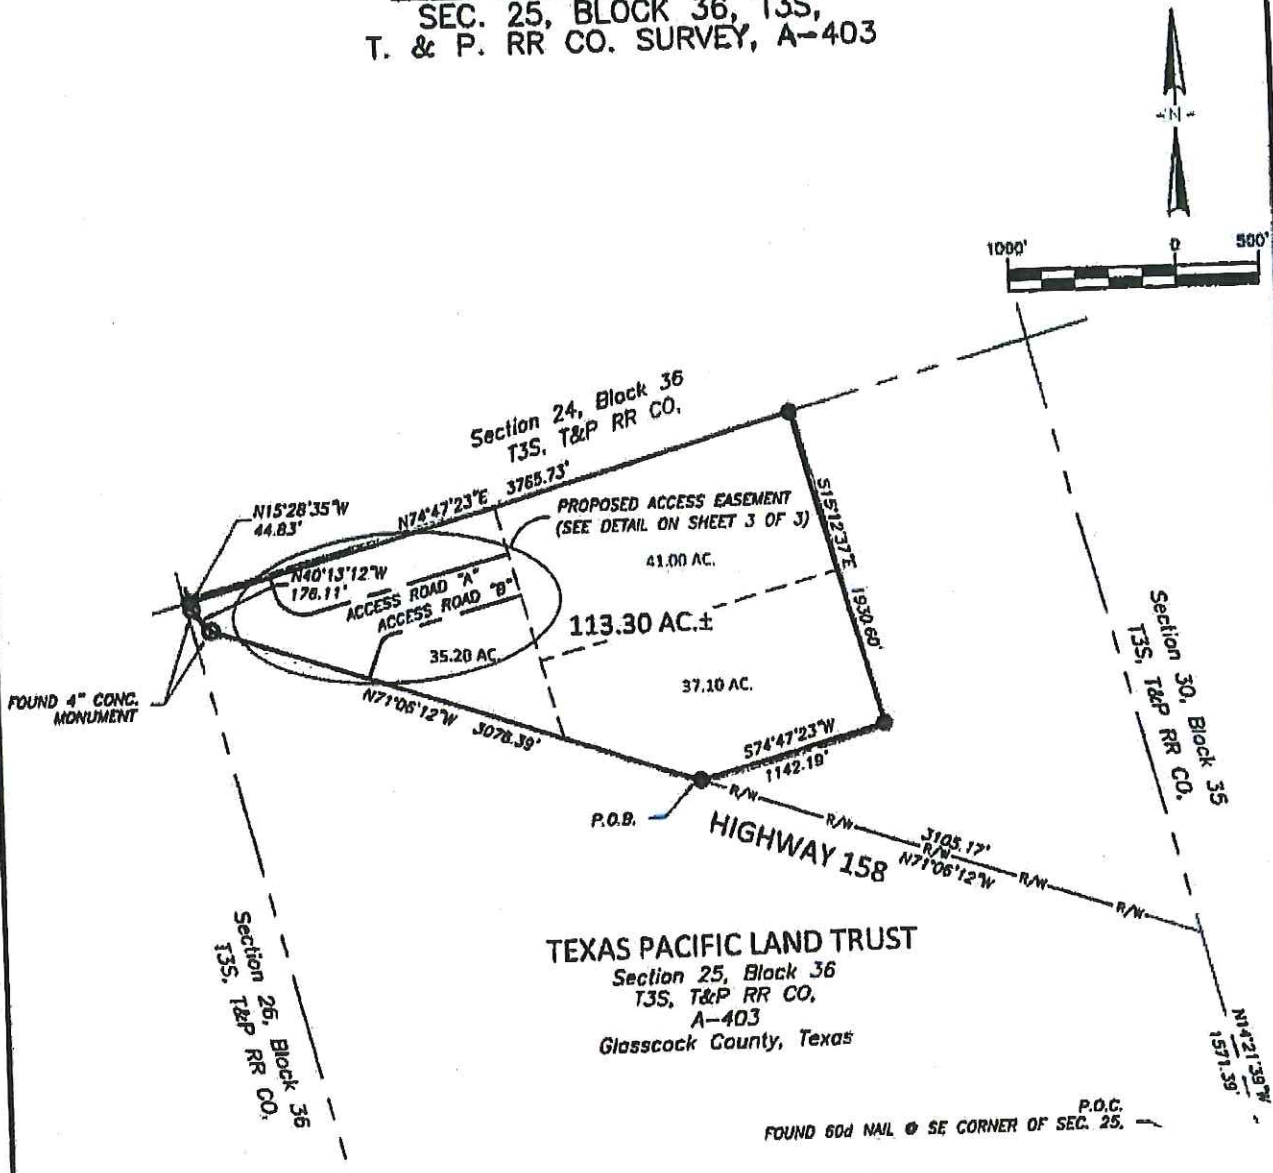 SEC. 25, BLOCK 36, T3S,
T. & P. RR CO. SURVEY, A-403
N
1000' 0 500'
Section 24, Block 36
T3S, T&P RR CO.
N74°47'23"E 3765.73'
N15°28'35"W
44.83'
PROPOSED ACCESS EASEMENT
(SEE DETAIL ON SHEET 3 OF 3)
S15°12'37"E 1930.60'
41.00 AC.
N40°13'12"W
176.11'
ACCESS ROAD "A"
ACCESS ROAD "B"
113.30 AC.±
35.20 AC.
37.10 AC.
FOUND 4" CONC.
MONUMENT
N71°06'12"W 3078.39'
S74°47'23"W
1142.19'
P.O.B.
R/W
R/W
R/W
R/W
R/W
HIGHWAY 158
3105.17'
N71°06'12"W
Section 30, Block 35
T3S, T&P RR CO.
Section 26, Block 36
T3S, T&P RR CO.
TEXAS PACIFIC LAND TRUST
Section 25, Block 36
T3S, T&P RR CO,
A-403
Glasscock County, Texas
N14°21'39"W
1571.39'
P.O.C.
FOUND 60d NAIL @ SE CORNER OF SEC. 25.